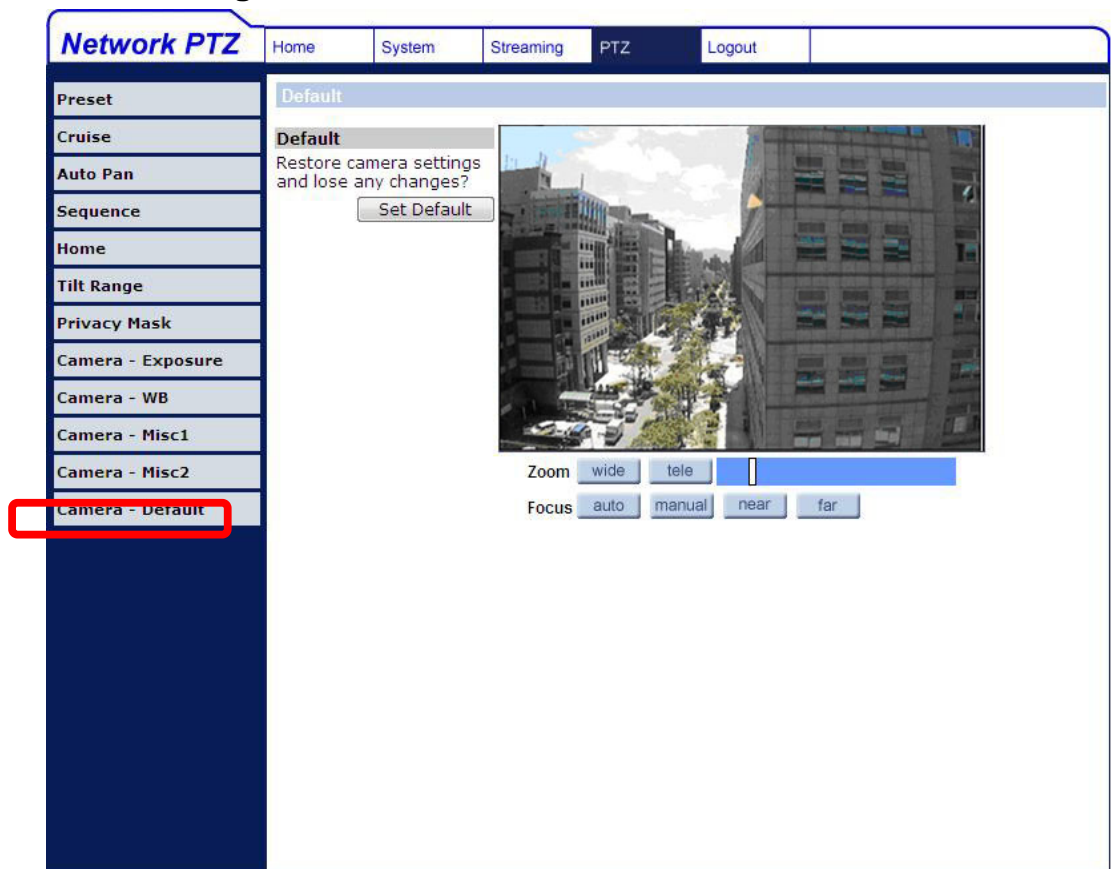 Network PTZ
Home
System
Streaming
PTZ
Logout
Preset
Cruise
Auto Pan
Sequence
Home
Tilt Range
Privacy Mask
Camera - Exposure
Camera - WB
Camera - Misc1
Camera - Misc2
Camera - Default
Default
Default
Restore camera settings
and lose any changes?
Set Default
Zoom wide tele
Focus auto manual near far